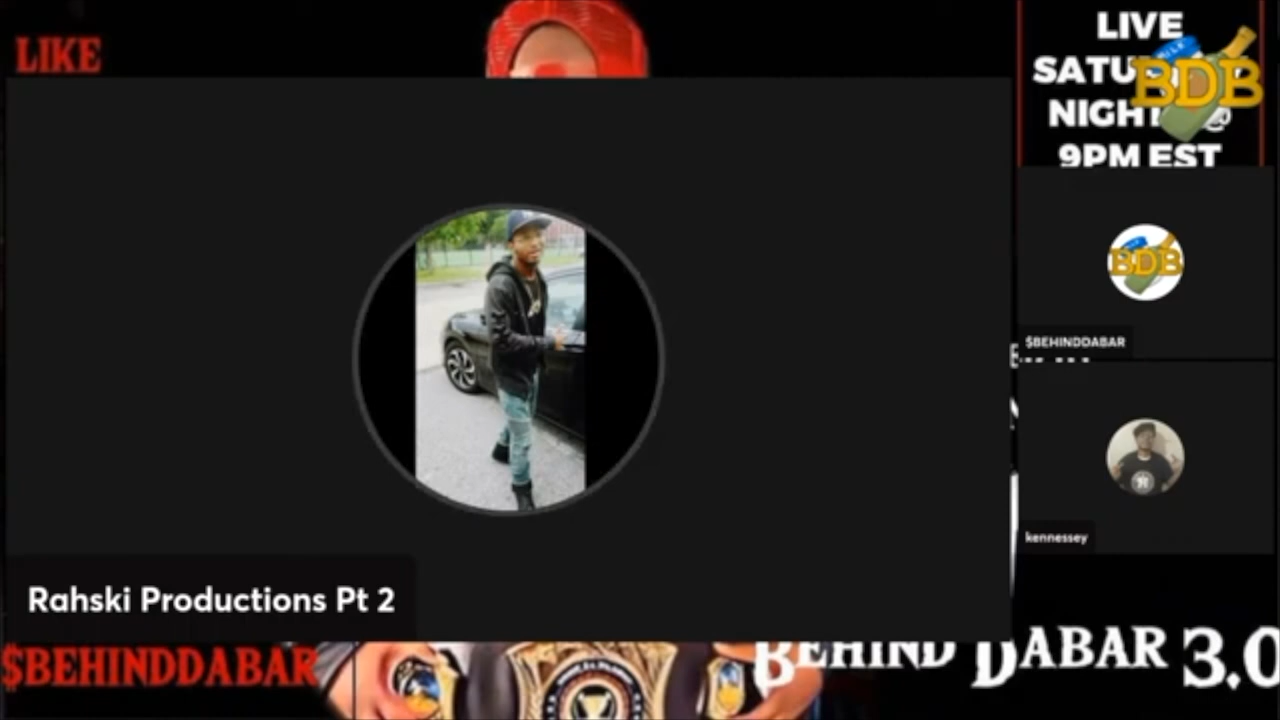 LIKE
LIVE
SATU
NIGHT @
9PM EST
BDB
BDB
$BEHINDDABAR
kennessey
Rahski Productions Pt 2
$BEHINDDABAR
BEHIND DABAR 3.0